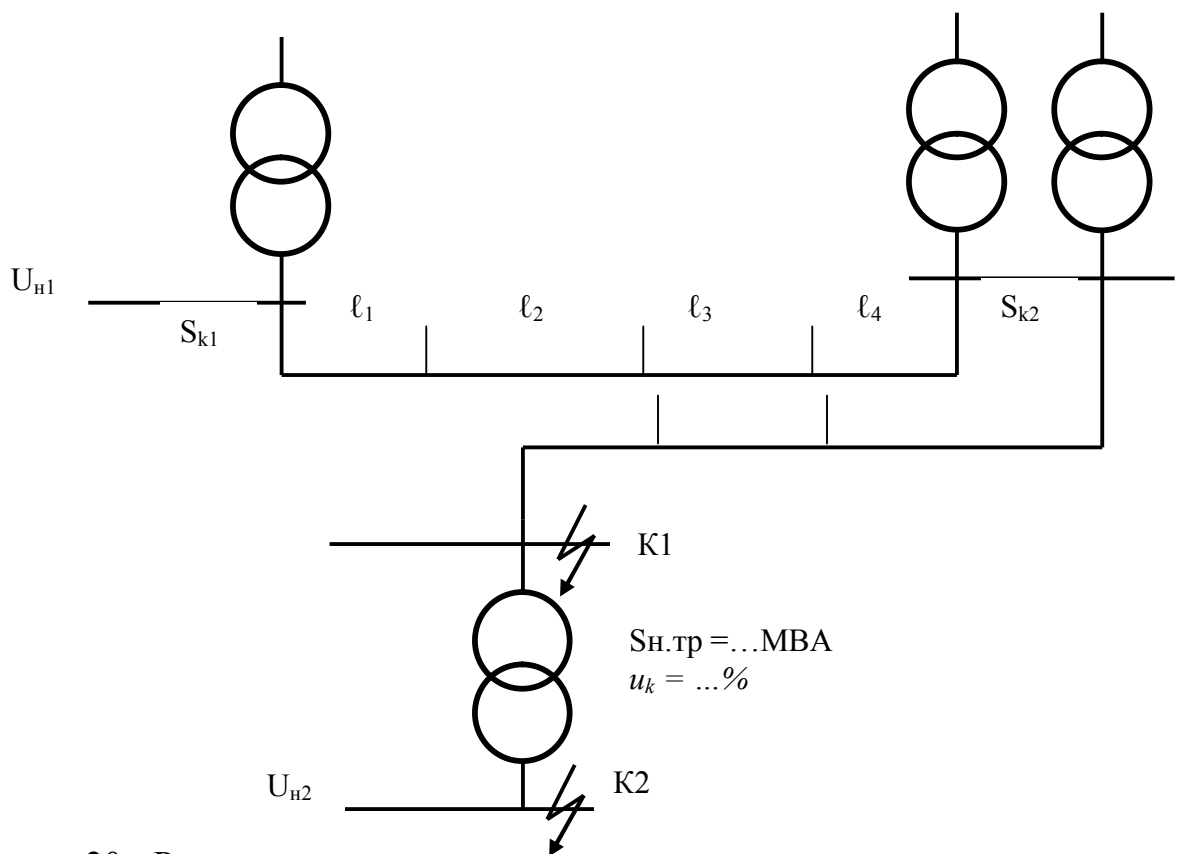 Uн1
Sk1
ℓ1
ℓ2
ℓ3
ℓ4
Sk2
К1
Sн.тр =…МВА
uk = ...%
Uн2
К2